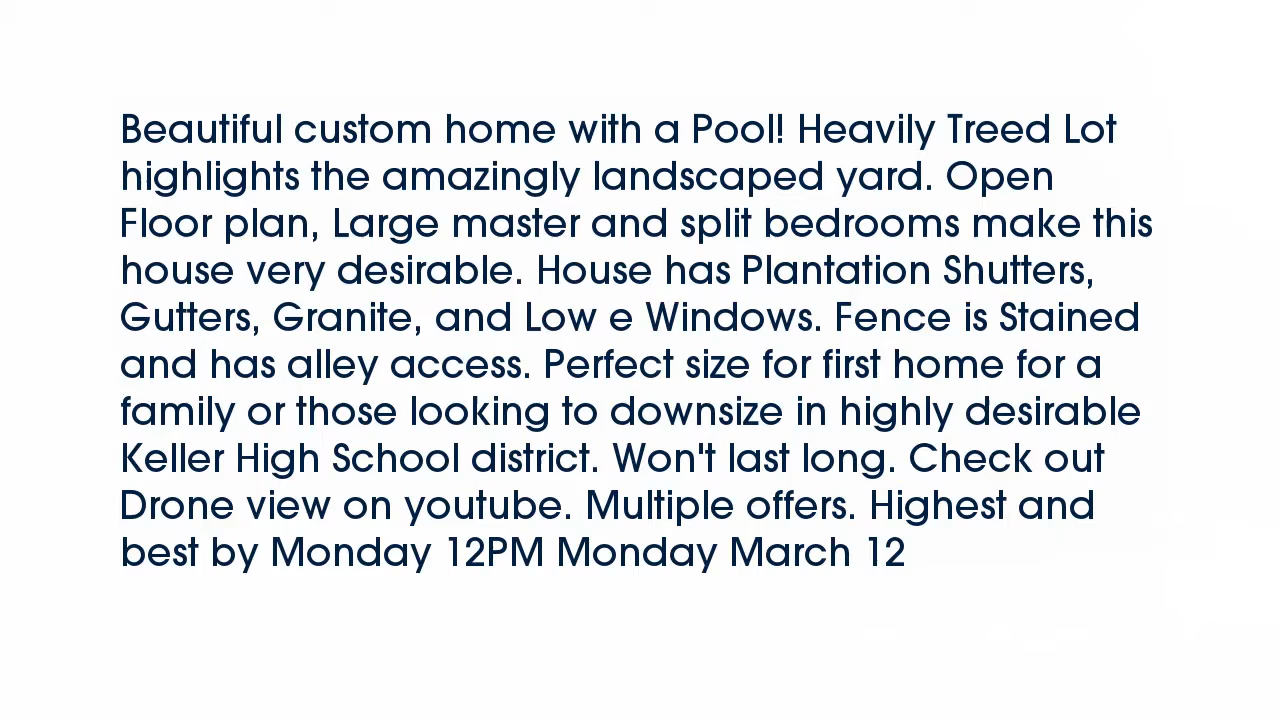 Beautiful custom home with a Pool! Heavily Treed Lot
highlights the amazingly landscaped yard. Open
Floor plan, Large master and split bedrooms make this
house very desirable. House has Plantation Shutters,
Gutters, Granite, and Low e Windows. Fence is Stained
and has alley access. Perfect size for first home for a
family or those looking to downsize in highly desirable
Keller High School district. Won't last long. Check out
Drone view on youtube. Multiple offers. Highest and
best by Monday 12PM Monday March 12